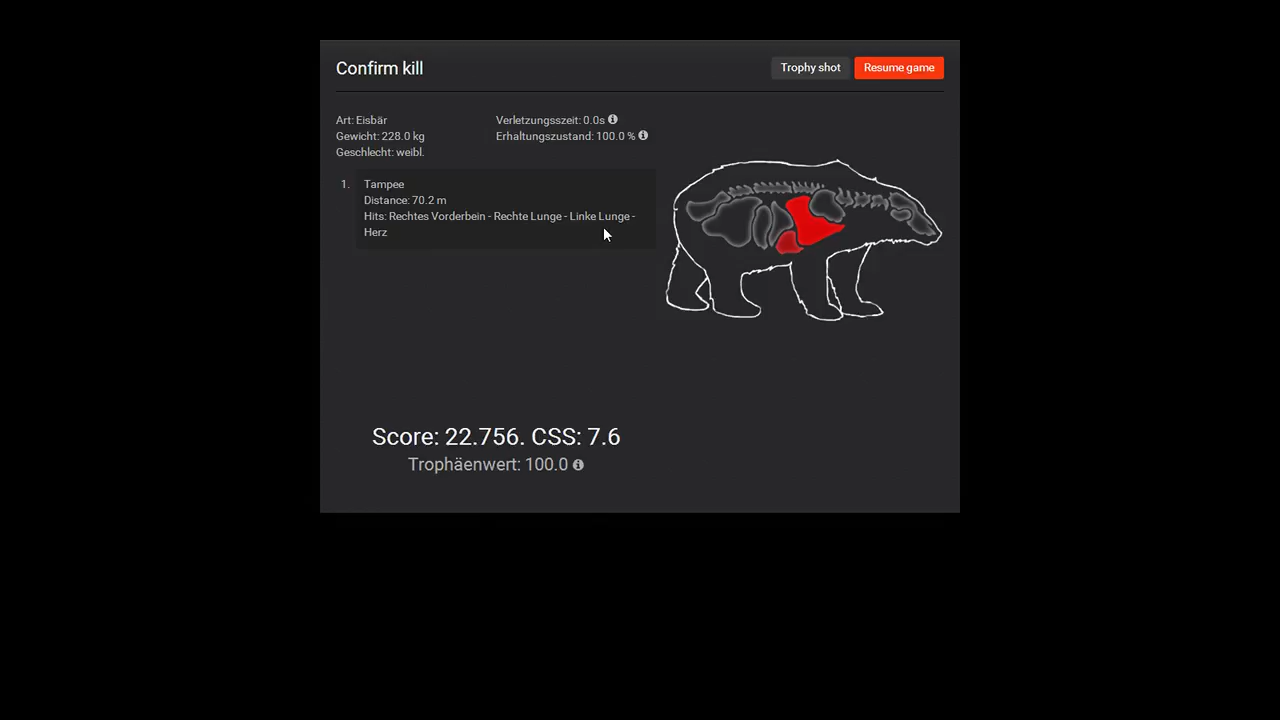 Confirm kill
Trophy shot
Resume game
Art: Eisbär
Verletzungszeit: 0.0s
Gewicht: 228.0 kg
Erhaltungszustand: 100.0 %
Geschlecht: weibl.
1. Tampee
Distance: 70.2 m
Hits: Rechtes Vorderbein - Rechte Lunge - Linke Lunge -
Herz
Score: 22.756. CSS: 7.6
Trophäenwert: 100.0